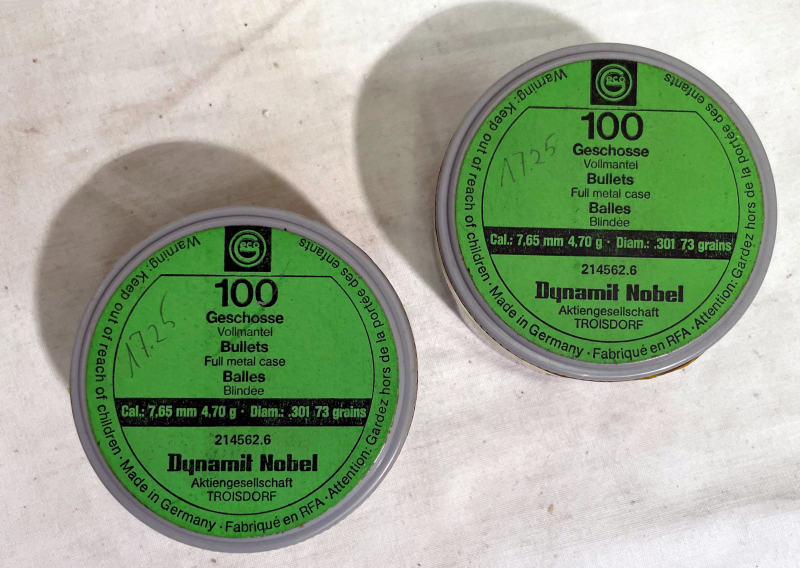 geco
100
Geschosse
Vollmantel
Bullets
Full metal case
Balles
Blindée
Cal.: 7,65 mm 4,70 g · Diam.: .301 73 grains
214562.6
Dynamit Nobel
Aktiengesellschaft
TROISDORF
Warning: Keep out of reach of children · Made in Germany · Fabriqué en RFA · Attention: Gardez hors de la portée des enfants
17.25
geco
100
Geschosse
Vollmantel
Bullets
Full metal case
Balles
Blindée
Cal.: 7,65 mm 4,70 g · Diam.: .301 73 grains
214562.6
Dynamit Nobel
Aktiengesellschaft
TROISDORF
Warning: Keep out of reach of children · Made in Germany · Fabriqué en RFA · Attention: Gardez hors de la portée des enfants
17.25